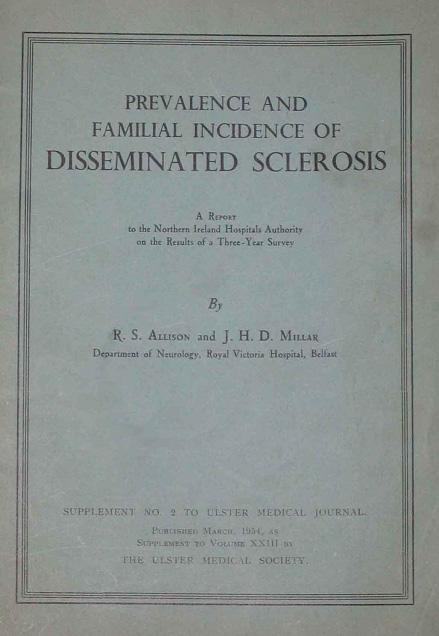 PREVALENCE AND
FAMILIAL INCIDENCE OF
DISSEMINATED SCLEROSIS
A REPORT
to the Northern Ireland Hospitals Authority
on the Results of a Three-Year Survey
By
R. S. ALLISON and J. H. D. MILLAR
Department of Neurology, Royal Victoria Hospital, Belfast
SUPPLEMENT NO. 2 TO ULSTER MEDICAL JOURNAL.
PUBLISHED MARCH, 1954, AS
SUPPLEMENT TO VOLUME XXIII BY
THE ULSTER MEDICAL SOCIETY.